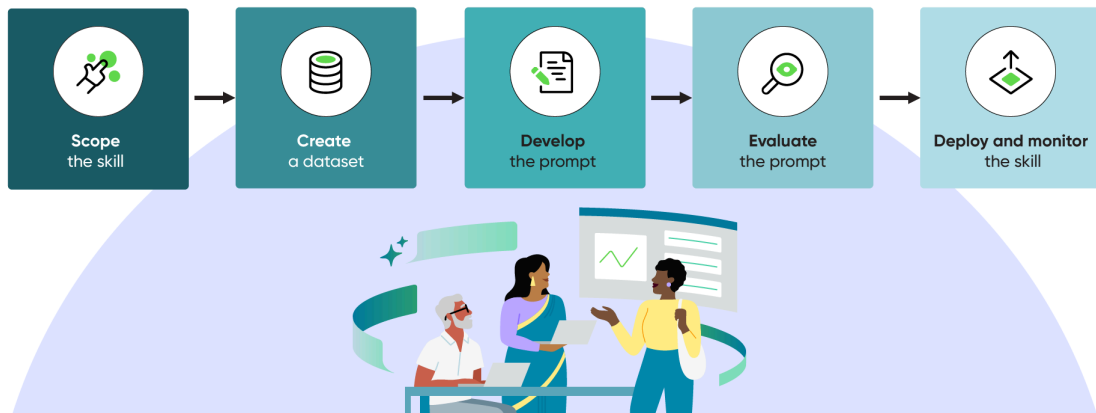 Scope
the skill
Create
a dataset
Develop
the prompt
Evaluate
the prompt
Deploy and monitor
the skill